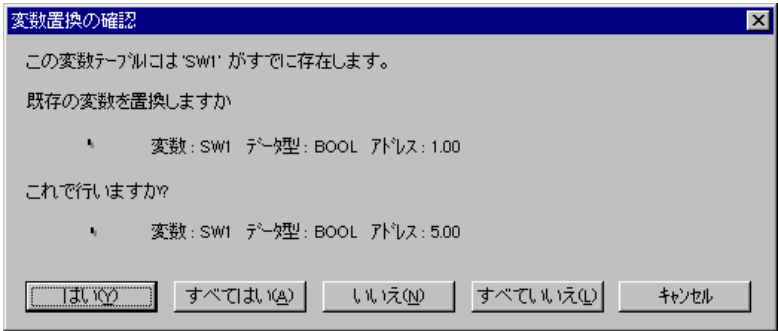 変数置換の確認
この変数テーブルには 'SW1' がすでに存在します。
既存の変数を置換しますか
変数 : SW1 データ型 : BOOL アドレス : 1.00
これで行いますか?
変数 : SW1 データ型 : BOOL アドレス : 5.00
はい(Y) すべてはい(A) いいえ(N) すべていいえ(L) キャンセル